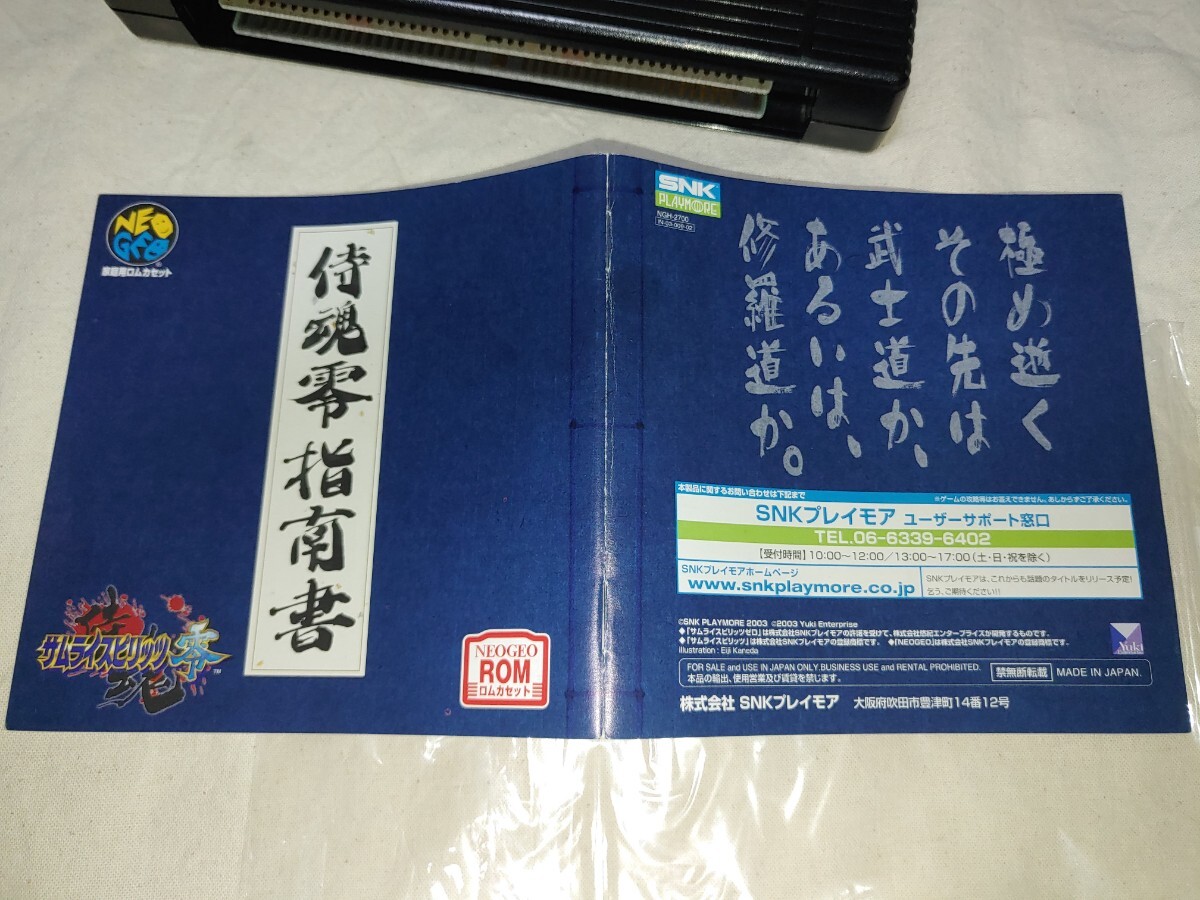 NEO
GEO
家庭用ロムカセット
侍魂零指南書
サムライスピリッツ零
侍魂
TM
NEOGEO
ROM
ロムカセット
SNK
PLAYMORE
NGH-2700
極め逝く
その先は
武士道か、
あるいは、
修羅道か。
本製品に関するお問い合わせは下記まで
※ゲームの攻略等はお答えできません。あしからずご了承ください。
SNKプレイモア ユーザーサポート窓口
TEL.06-6339-6402
【受付時間】10:00~12:00/13:00~17:00(土・日・祝を除く)
SNKプレイモアホームページ
www.snkplaymore.co.jp
SNKプレイモアは、これからも話題のタイトルをリリース予定!
乞う、ご期待ください!!
©SNK PLAYMORE 2003 ©2003 Yuki Enterprise
◆「サムライスピリッツゼロ」は株式会社SNKプレイモアの許諾を受けて、株式会社悠紀エンタープライズが開発するものです。
◆「サムライスピリッツ」は株式会社SNKプレイモアの登録商標です。 ◆「NEOGEO」は株式会社SNKプレイモアの登録商標です。
Illustration : Eiji Kaneda
Yuki
FOR SALE and USE IN JAPAN ONLY.BUSINESS USE and RENTAL PROHIBITED.
本品の輸出、使用営業及び賃貸を禁じます。
禁無断転載
MADE IN JAPAN.
株式会社 SNKプレイモア 大阪府吹田市豊津町14番12号